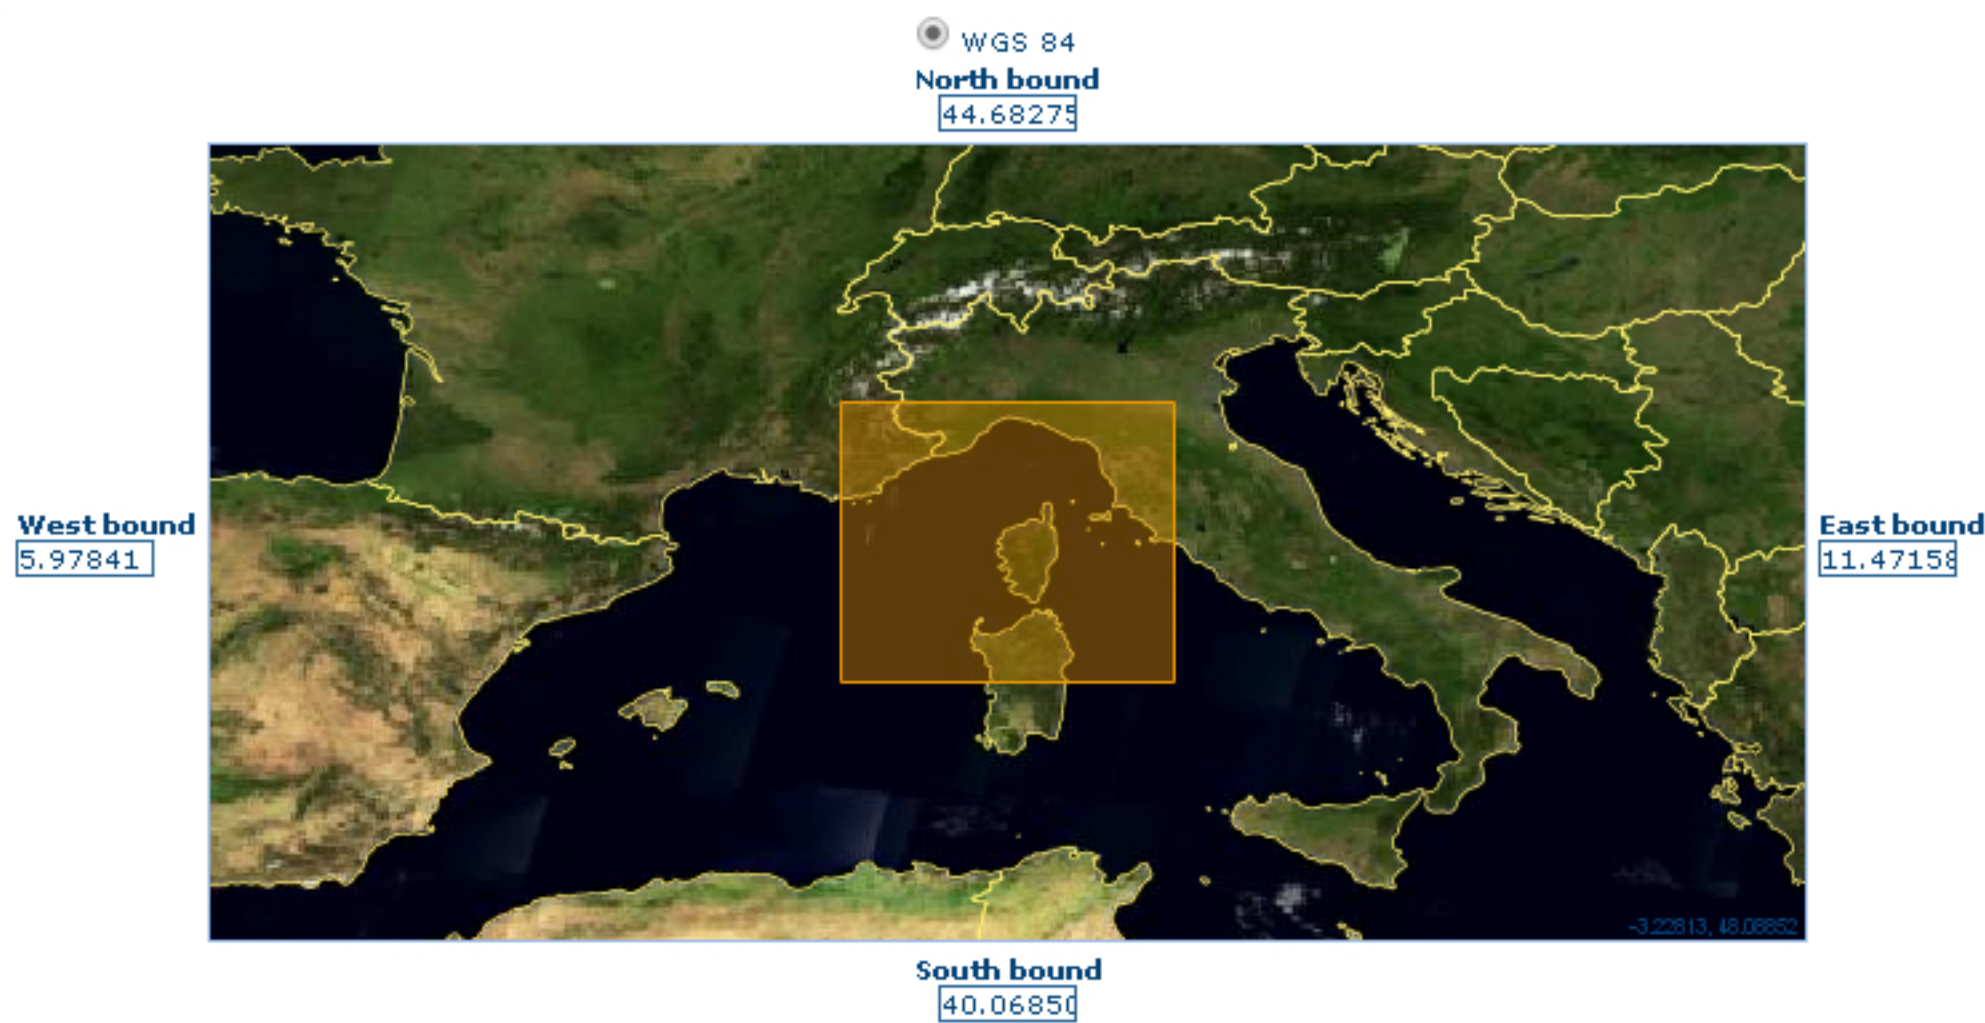 WGS 84
North bound
44.68275
West bound
5.97841
East bound
11.47158
-3.22813, 48.08852
South bound
40.06850